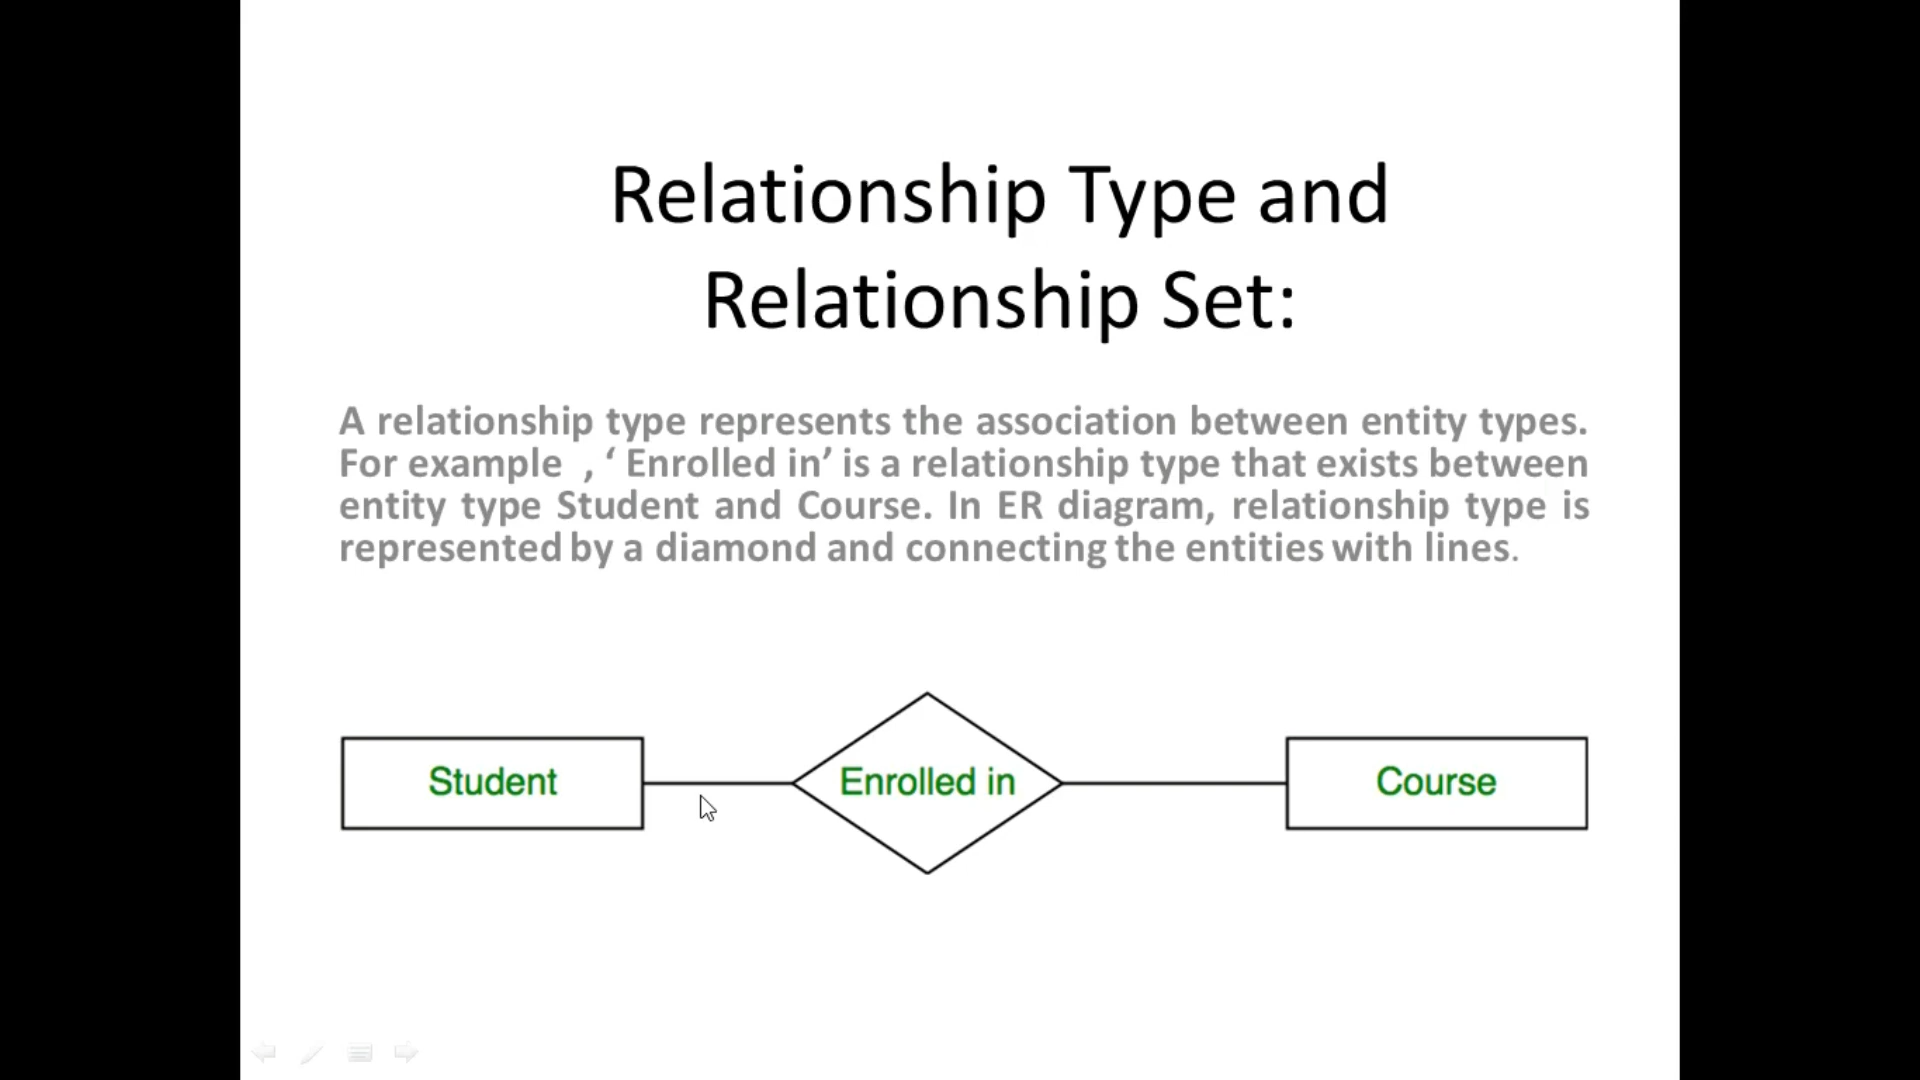 Relationship Type and
Relationship Set:
A relationship type represents the association between entity types.
For example , ‘ Enrolled in’ is a relationship type that exists between
entity type Student and Course. In ER diagram, relationship type is
represented by a diamond and connecting the entities with lines.
Student
Enrolled in
Course